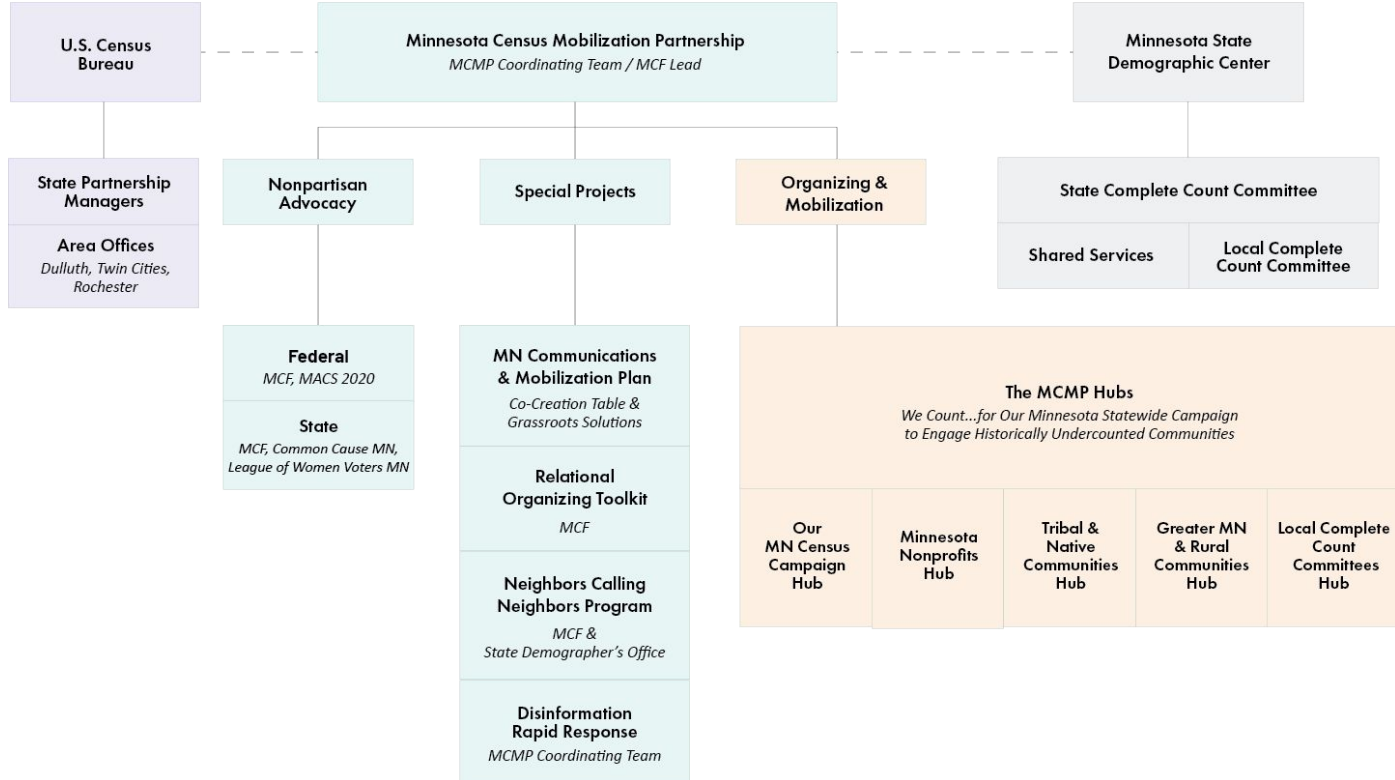 U.S. Census
Bureau
Minnesota Census Mobilization Partnership
MCMP Coordinating Team / MCF Lead
Minnesota State
Demographic Center
State Partnership
Managers
Area Offices
Dulluth, Twin Cities,
Rochester
Nonpartisan
Advocacy
Special Projects
Organizing &
Mobilization
State Complete Count Committee
Shared Services
Local Complete
Count Committee
Federal
MCF, MACS 2020
State
MCF, Common Cause MN,
League of Women Voters MN
MN Communications
& Mobilization Plan
Co-Creation Table &
Grassroots Solutions
Relational
Organizing Toolkit
MCF
Neighbors Calling
Neighbors Program
MCF &
State Demographer's Office
Disinformation
Rapid Response
MCMP Coordinating Team
The MCMP Hubs
We Count...for Our Minnesota Statewide Campaign
to Engage Historically Undercounted Communities
Our
MN Census
Campaign
Hub
Minnesota
Nonprofits
Hub
Tribal &
Native
Communities
Hub
Greater MN
& Rural
Communities
Hub
Local Complete
Count
Committees
Hub